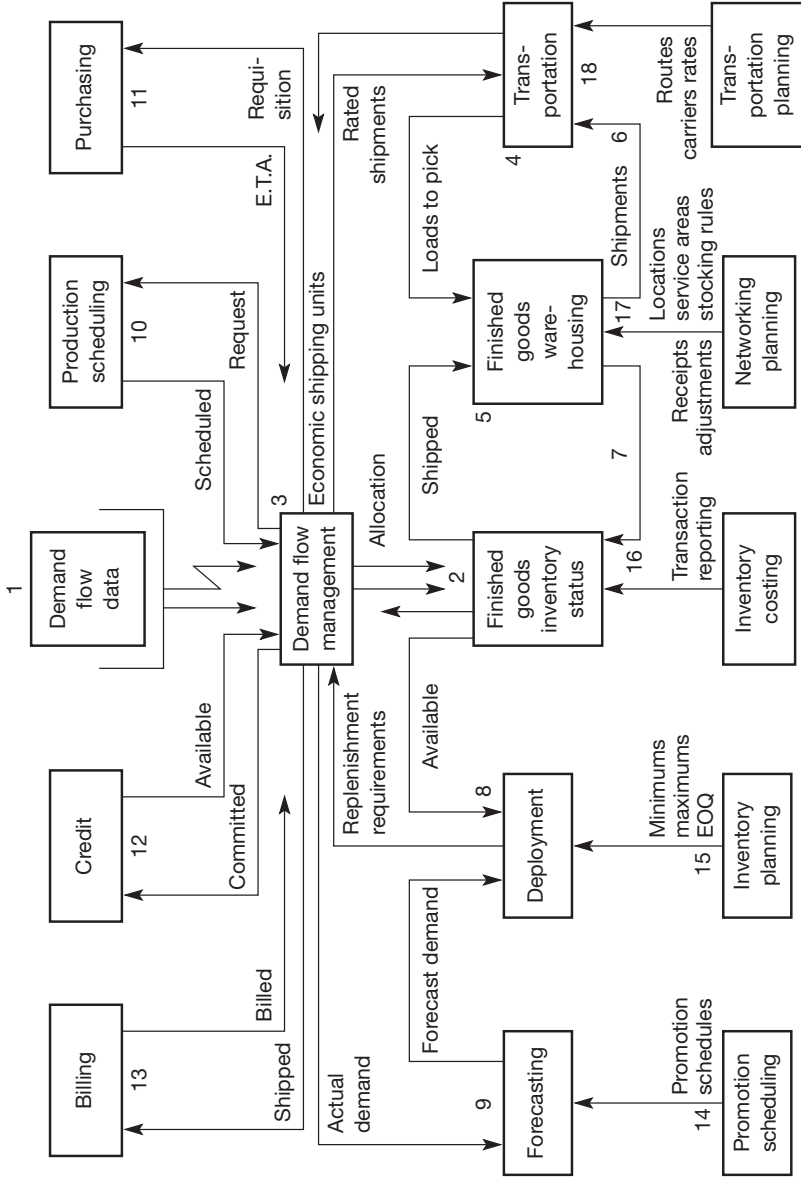 1
Demand
flow
data
Billing
13
Credit
12
Production
scheduling
10
Purchasing
11
Shipped
Billed
Committed
Available
Scheduled
Request
E.T.A.
Requi-
sition
Demand flow
management
3
Economic shipping units
Actual
demand
Replenishment
requirements
Allocation
Rated
shipments
Forecast demand
Available
Shipped
Loads to pick
9
Forecasting
8
Deployment
2
Finished
goods
inventory
status
16
5
Finished
goods
ware-
housing
17
4
Trans-
portation
18
7
Shipments
6
14
Promotion
schedules
15
Minimums
maximums
EOQ
Transaction
reporting
Receipts
adjustments
Locations
service areas
stocking rules
Routes
carriers rates
Promotion
scheduling
Inventory
planning
Inventory
costing
Networking
planning
Trans-
portation
planning